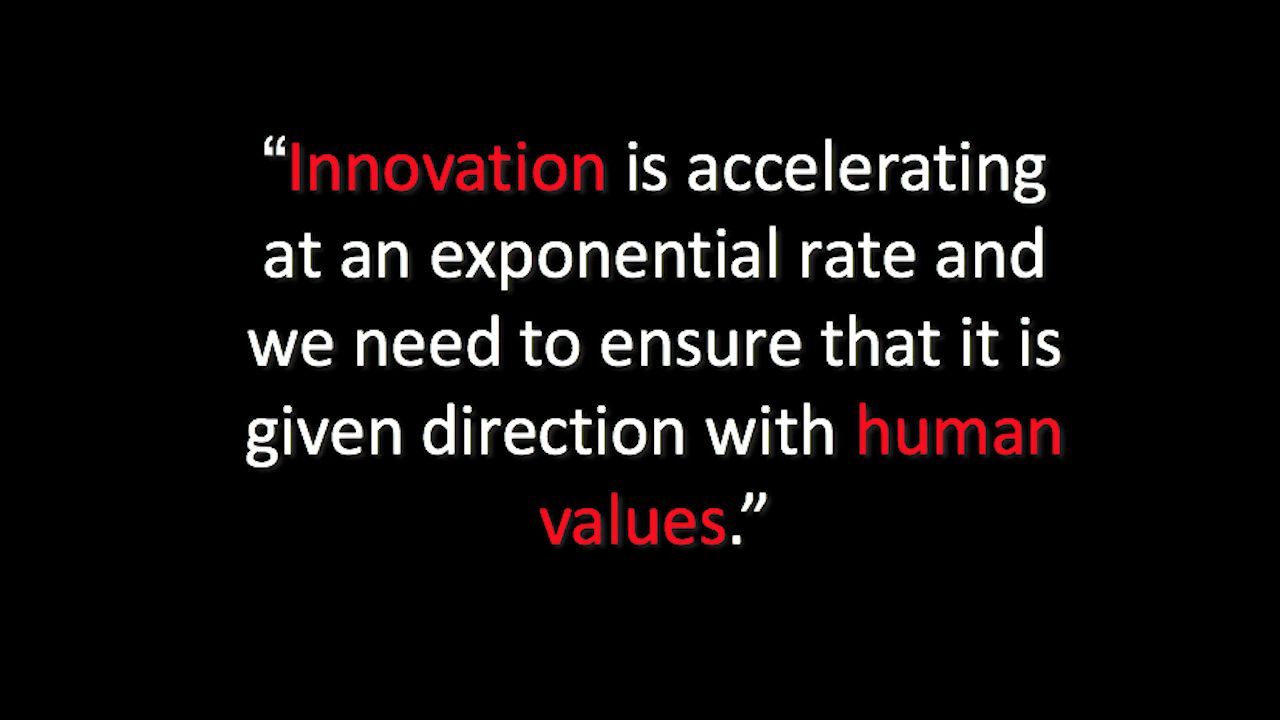 “Innovation is accelerating
at an exponential rate and
we need to ensure that it is
given direction with human
values.”